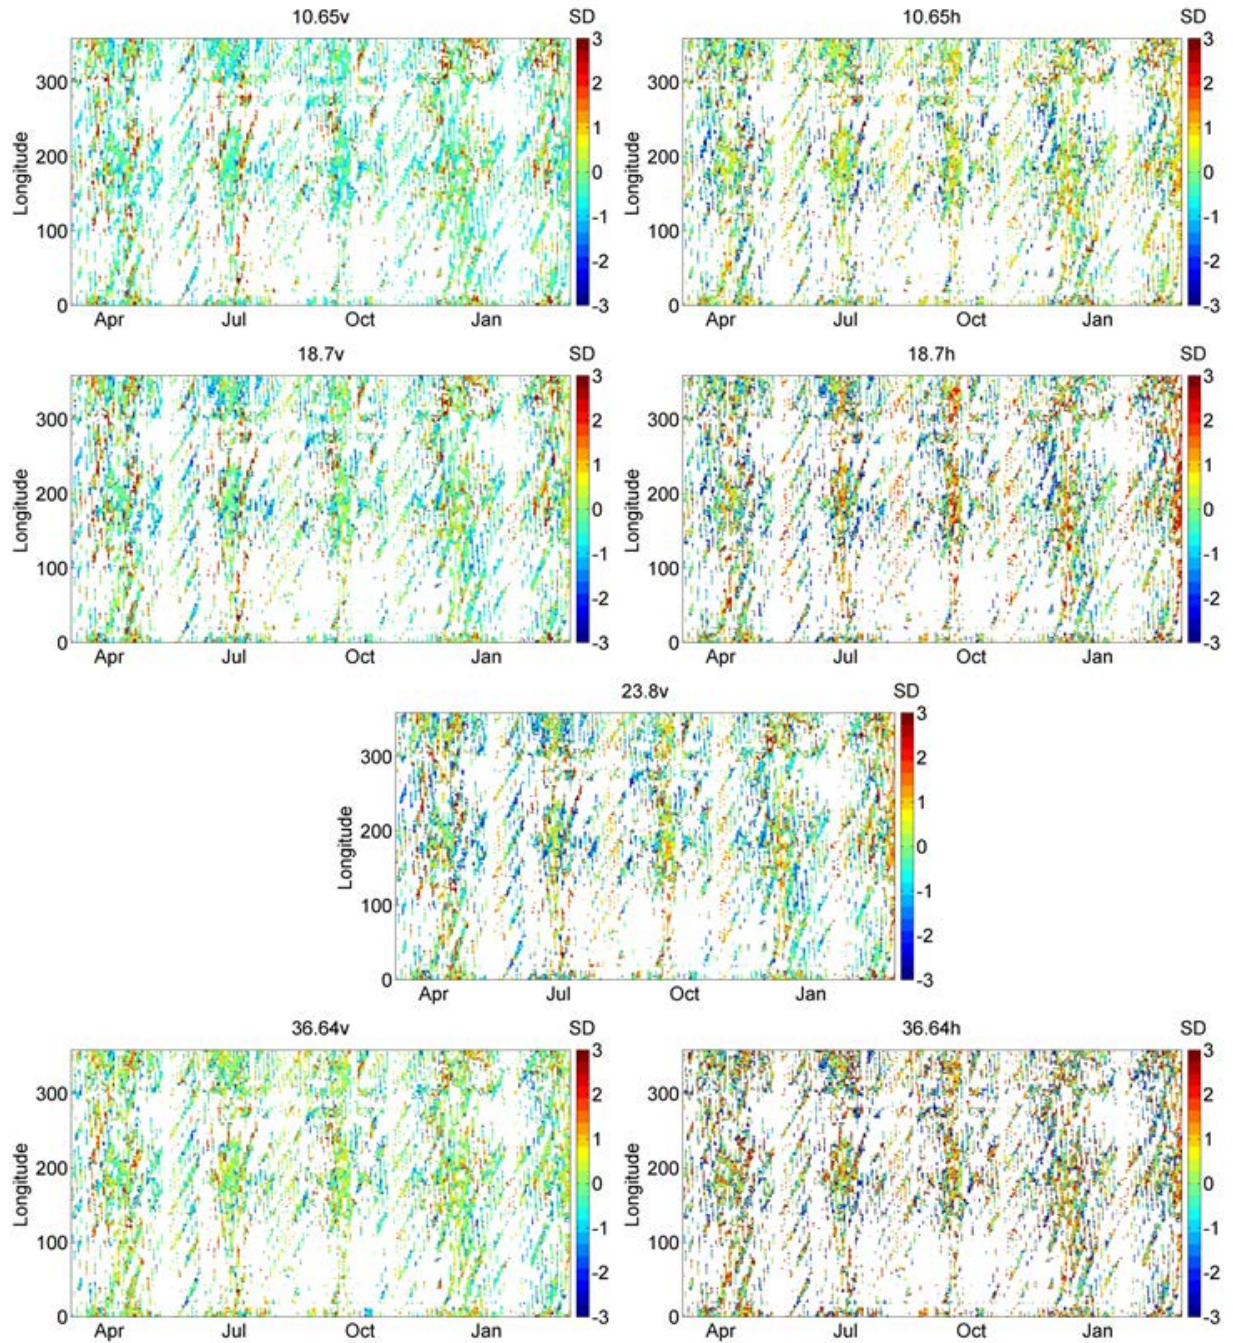 10.65v SD 10.65h SD
3 3
300 2 300 2
1 1
Longitude 200 0 Longitude 200 0
100 -1 100 -1
-2 -2
0 -3 0 -3
Apr Jul Oct Jan Apr Jul Oct Jan
18.7v SD 18.7h SD
3 3
300 2 300 2
1 1
Longitude 200 0 Longitude 200 0
100 -1 100 -1
-2 -2
0 -3 0 -3
Apr Jul Oct Jan Apr Jul Oct Jan
23.8v SD
3
300 2
1
Longitude 200 0
100 -1
-2
0 -3
Apr Jul Oct Jan
36.64v SD 36.64h SD
3 3
300 2 300 2
1 1
Longitude 200 0 Longitude 200 0
100 -1 100 -1
-2 -2
0 -3 0 -3
Apr Jul Oct Jan Apr Jul Oct Jan